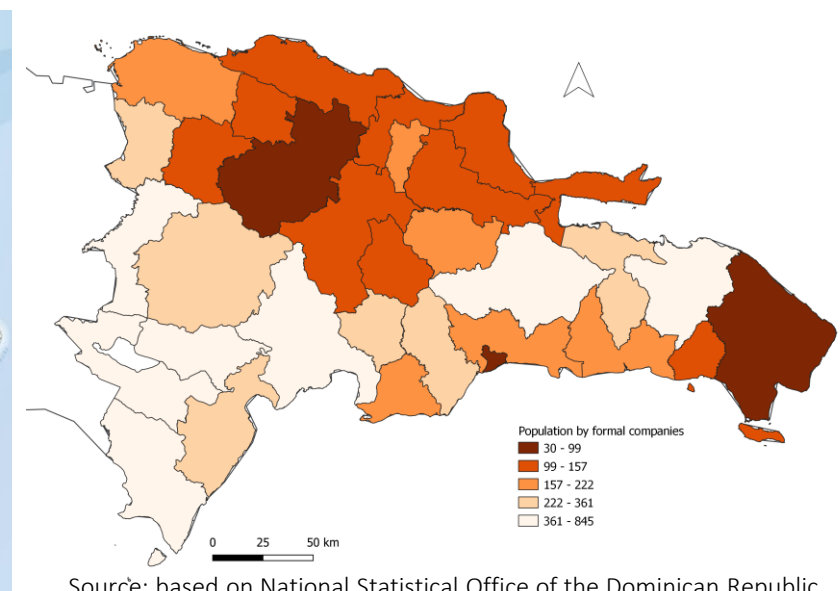 Population by formal companies
30 - 99
99 - 157
157 - 222
222 - 361
361 - 845
0 25 50 km
Source: based on National Statistical Office of the Dominican Republic